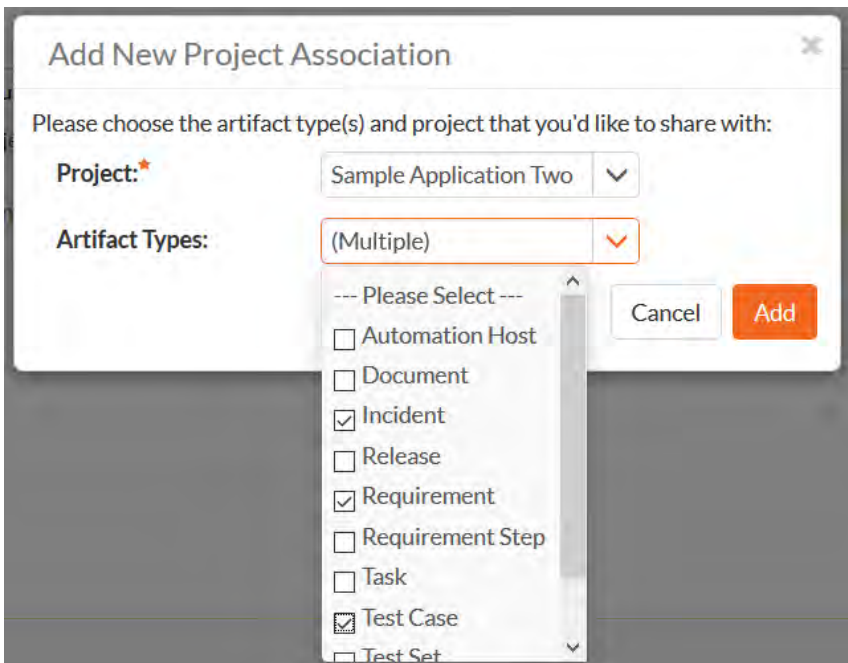 Add New Project Association
Please choose the artifact type(s) and project that you'd like to share with:
Project:* Sample Application Two
Artifact Types: (Multiple)
--- Please Select ---
Cancel Add
Automation Host
Document
Incident
Release
Requirement
Requirement Step
Task
Test Case
Test Set